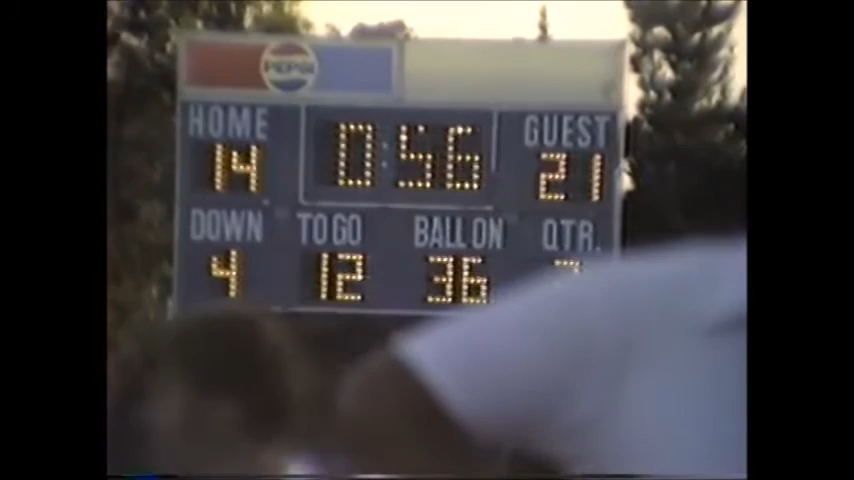 PEPSI
HOME 0:56 GUEST
14 21
DOWN TO GO BALL ON QTR.
4 12 36